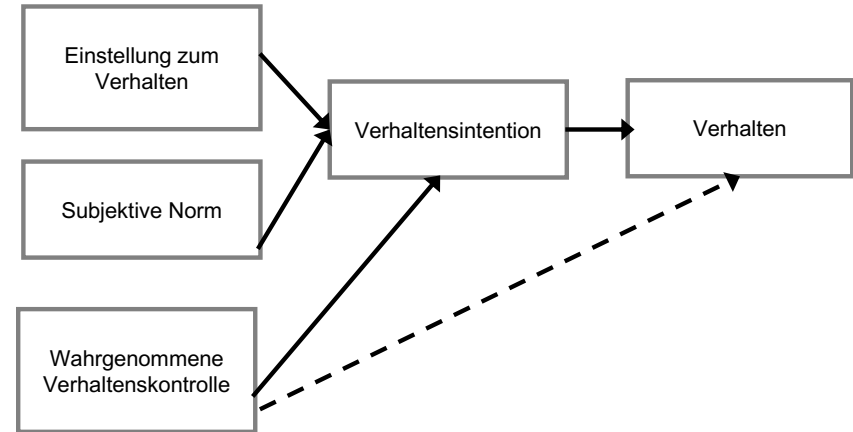 Einstellung zum
Verhalten
Verhaltensintention
Verhalten
Subjektive Norm
Wahrgenommene
Verhaltenskontrolle